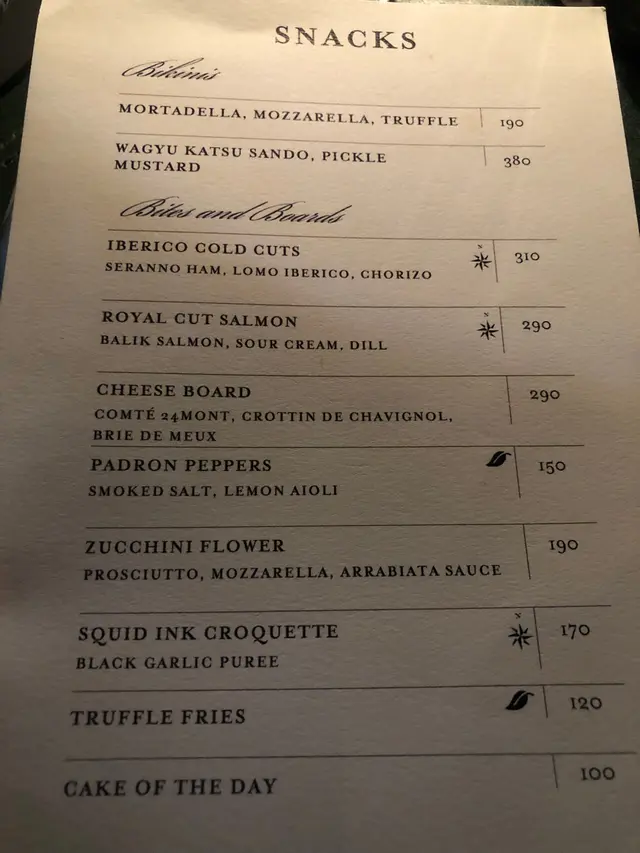 SNACKS
Bikinis
MORTADELLA, MOZZARELLA, TRUFFLE 190
WAGYU KATSU SANDO, PICKLE 380
MUSTARD
Bites and Boards
IBERICO COLD CUTS N 310
SERANNO HAM, LOMO IBERICO, CHORIZO
ROYAL CUT SALMON N 290
BALIK SALMON, SOUR CREAM, DILL
CHEESE BOARD 290
COMTÉ 24MONT, CROTTIN DE CHAVIGNOL,
BRIE DE MEUX
PADRON PEPPERS 150
SMOKED SALT, LEMON AIOLI
ZUCCHINI FLOWER 190
PROSCIUTTO, MOZZARELLA, ARRABIATA SAUCE
SQUID INK CROQUETTE N 170
BLACK GARLIC PUREE
TRUFFLE FRIES 120
CAKE OF THE DAY 100